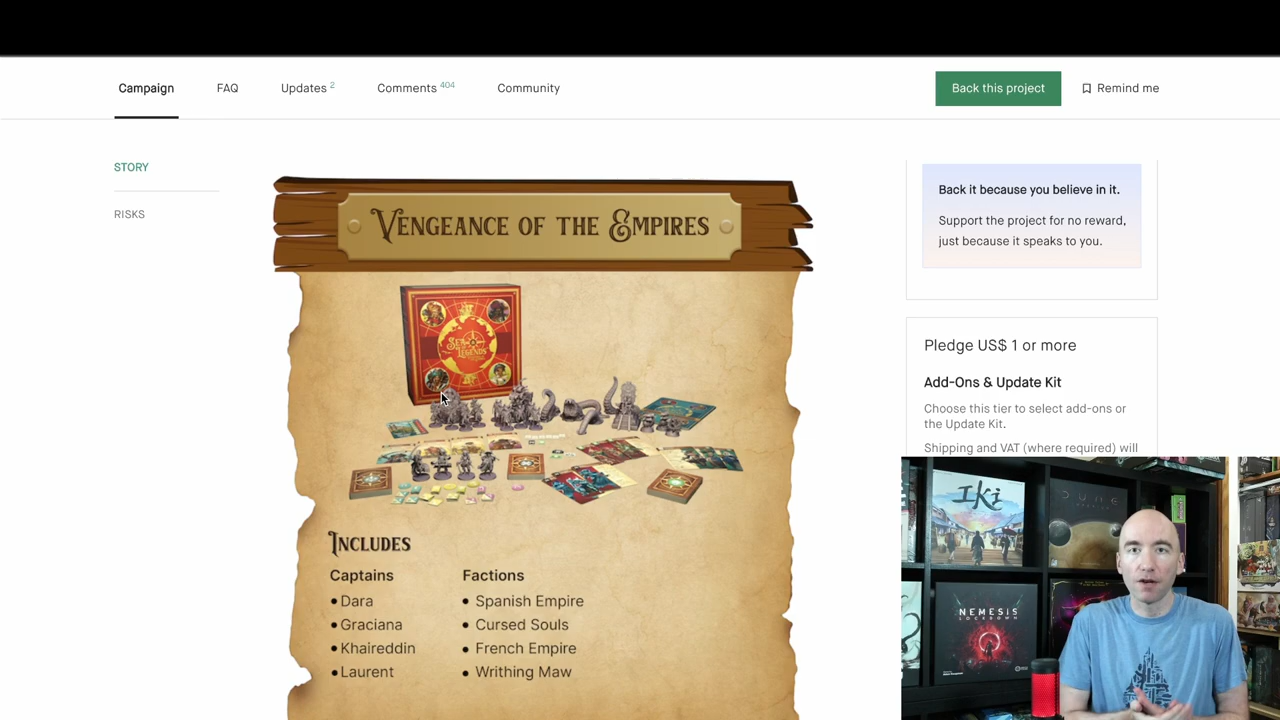 Campaign
FAQ
Updates 2
Comments 404
Community
Back this project
Remind me
STORY
RISKS
VENGEANCE OF THE EMPIRES
SEA OF LEGENDS
INCLUDES
Captains
• Dara
• Graciana
• Khaireddin
• Laurent
Factions
• Spanish Empire
• Cursed Souls
• French Empire
• Writhing Maw
Back it because you believe in it.
Support the project for no reward,
just because it speaks to you.
Pledge US$ 1 or more
Add-Ons & Update Kit
Choose this tier to select add-ons or
the Update Kit.
Shipping and VAT (where required) will
IKI
DUNE
NEMESIS
LOCKDOWN